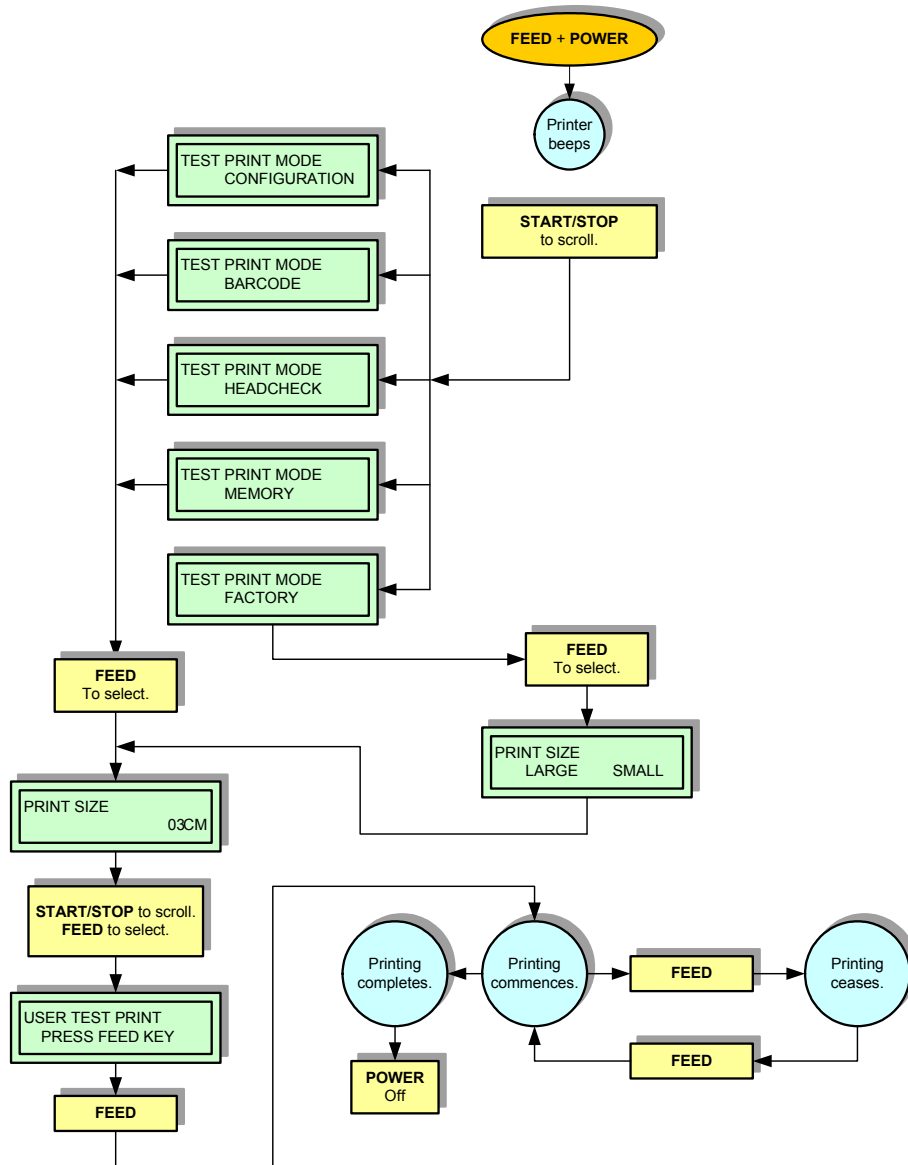 FEED + POWER
Printer
beeps
START/STOP
to scroll.
TEST PRINT MODE
CONFIGURATION
TEST PRINT MODE
BARCODE
TEST PRINT MODE
HEADCHECK
TEST PRINT MODE
MEMORY
TEST PRINT MODE
FACTORY
FEED
To select.
FEED
To select.
PRINT SIZE
LARGE SMALL
PRINT SIZE
03CM
START/STOP to scroll.
FEED to select.
USER TEST PRINT
PRESS FEED KEY
FEED
Printing
completes.
Printing
commences.
FEED
Printing
ceases.
FEED
POWER
Off